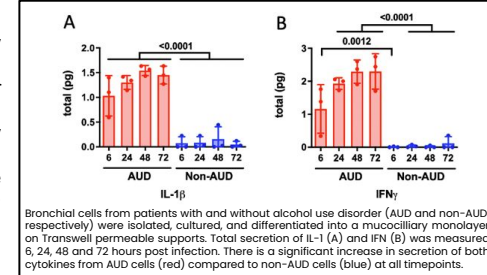 A
B
<0.0001
<0.0001
0.0012
2.0
1.5
1.0
0.5
0.0
total (pg)
3
2
1
0
total (pg)
6 24 48 72 6 24 48 72
6 24 48 72 6 24 48 72
AUD Non-AUD
AUD Non-AUD
IL-1β
IFNγ
Bronchial cells from patients with and without alcohol use disorder (AUD and non-AUD
respectively) were isolated, cultured, and differentiated into a mucocilliary monolayer
on Transwell permeable supports. Total secretion of IL-1 (A) and IFN (B) was measured
6, 24, 48 and 72 hours post infection. There is a significant increase in secretion of both
cytokines from AUD cells (red) compared to non-AUD cells (blue) at all timepoints.